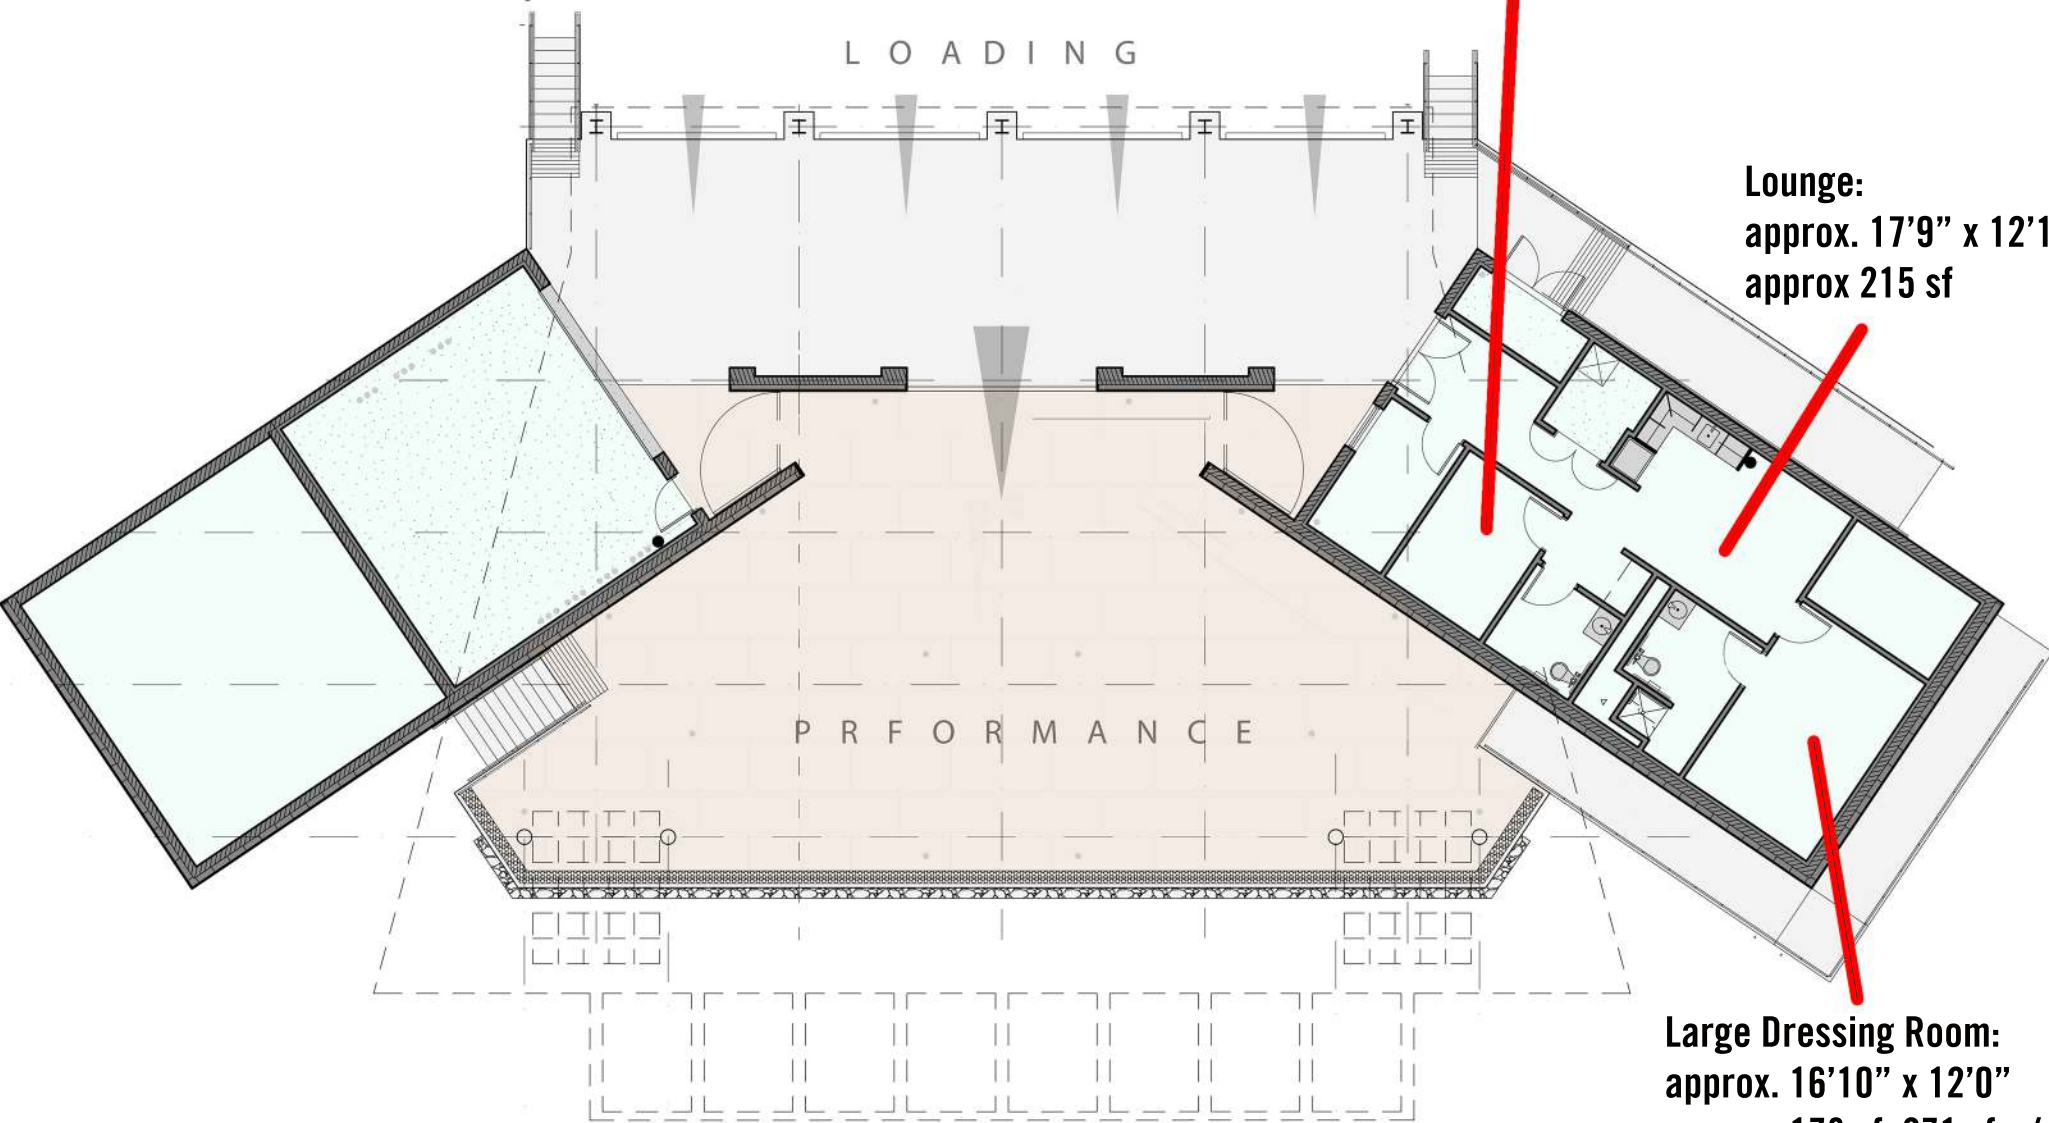 LOADING
Lounge:
approx. 17’9” x 12’1
approx 215 sf
PRFORMANCE
Large Dressing Room:
approx. 16’10” x 12’0”